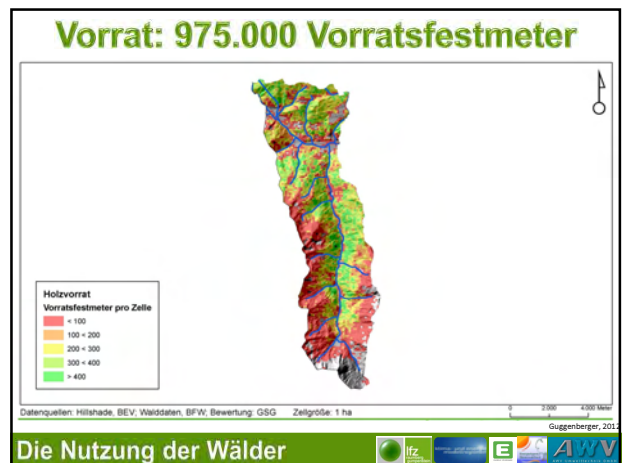 Vorrat: 975.000 Vorratsfestmeter
Holzvorrat
Vorratsfestmeter pro Zelle
< 100
100 < 200
200 < 300
300 < 400
> 400
Datenquellen: Hillshade, BEV; Walddaten, BFW; Bewertung: GSG Zellgröße: 1 ha
0 2.000 4.000 Meter
Guggenberger, 2012
Die Nutzung der Wälder
lfz
E
AWV